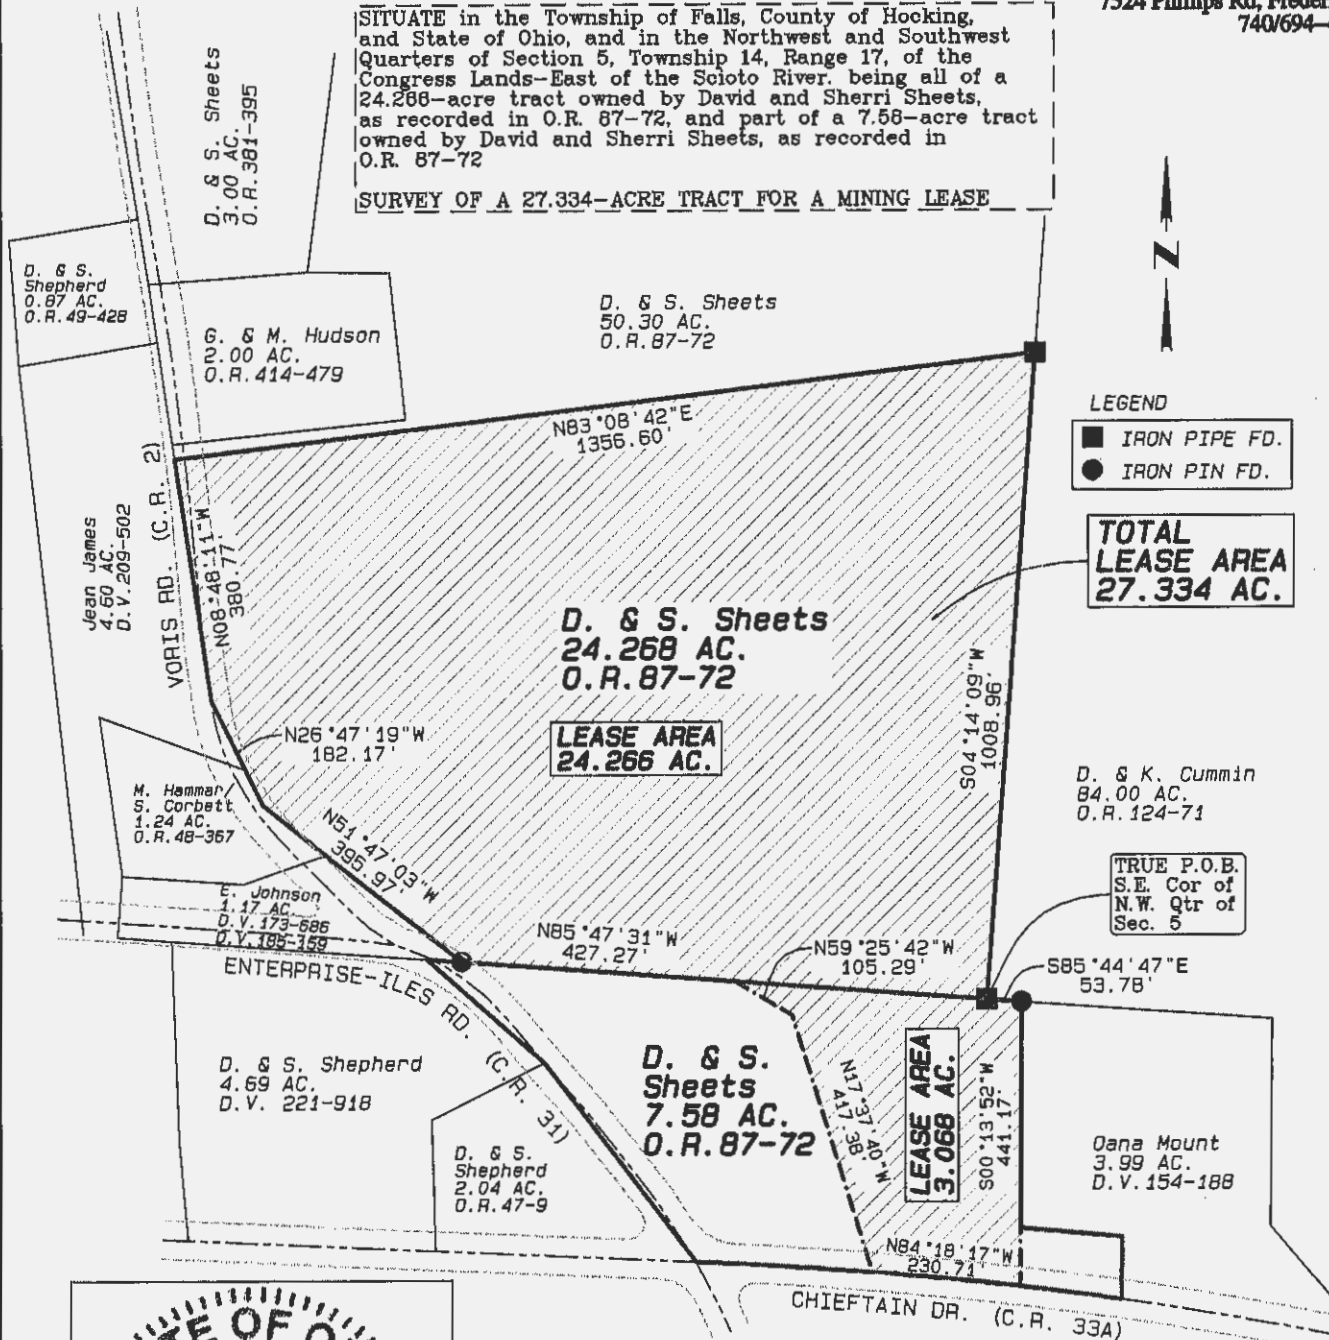 7524 Phillips Rd, Freder
740/694-
SITUATE in the Township of Falls, County of Hocking,
and State of Ohio, and in the Northwest and Southwest
Quarters of Section 5, Township 14, Range 17, of the
Congress Lands-East of the Scioto River. being all of a
24.268-acre tract owned by David and Sherri Sheets,
as recorded in O.R. 87-72, and part of a 7.58-acre tract
owned by David and Sherri Sheets, as recorded in
O.R. 87-72
SURVEY OF A 27.334-ACRE TRACT FOR A MINING LEASE
D. & S. Sheets
3.00 AC.
O.R.381-395
N
D. & S.
Shepherd
0.87 AC.
O.R.49-428
G. & M. Hudson
2.00 AC.
O.R.414-479
D. & S. Sheets
50.30 AC.
O.R.87-72
LEGEND
IRON PIPE FD.
IRON PIN FD.
N83°08'42"E
1356.60'
TOTAL
LEASE AREA
27.334 AC.
Jean James
4.60 AC.
D.V.209-502
VORIS RD. (C.R. 2)
N08°48'11"W
380.77'
D. & S. Sheets
24.268 AC.
O.R.87-72
LEASE AREA
24.266 AC.
S04°14'09"W
1008.96'
N26°47'19"W
182.17'
D. & K. Cummin
84.00 AC.
O.R.124-71
M. Hammar
S. Corbett
1.24 AC.
O.R.48-367
N51°47'03"W
395.97'
TRUE P.O.B.
S.E. Cor of
N.W. Qtr of
Sec. 5
E. Johnson
1.17 AC
D.V.173-686
D.V.185-159
N85°47'31"W
427.27'
N59°25'42"W
105.29'
S85°44'47"E
53.78'
ENTERPRISE-ILES RD. (C.R. 31)
D. & S. Shepherd
4.69 AC.
D.V. 221-918
D. & S.
Sheets
7.58 AC.
O.R.87-72
N17°37'40"W
417.38'
LEASE AREA
3.068 AC.
S00°13'52"W
441.17'
Dana Mount
3.99 AC.
D.V.154-188
D. & S.
Shepherd
2.04 AC.
O.R.47-9
N84°18'17"W
230.71'
CHIEFTAIN DR. (C.R. 33A)
TE OF O